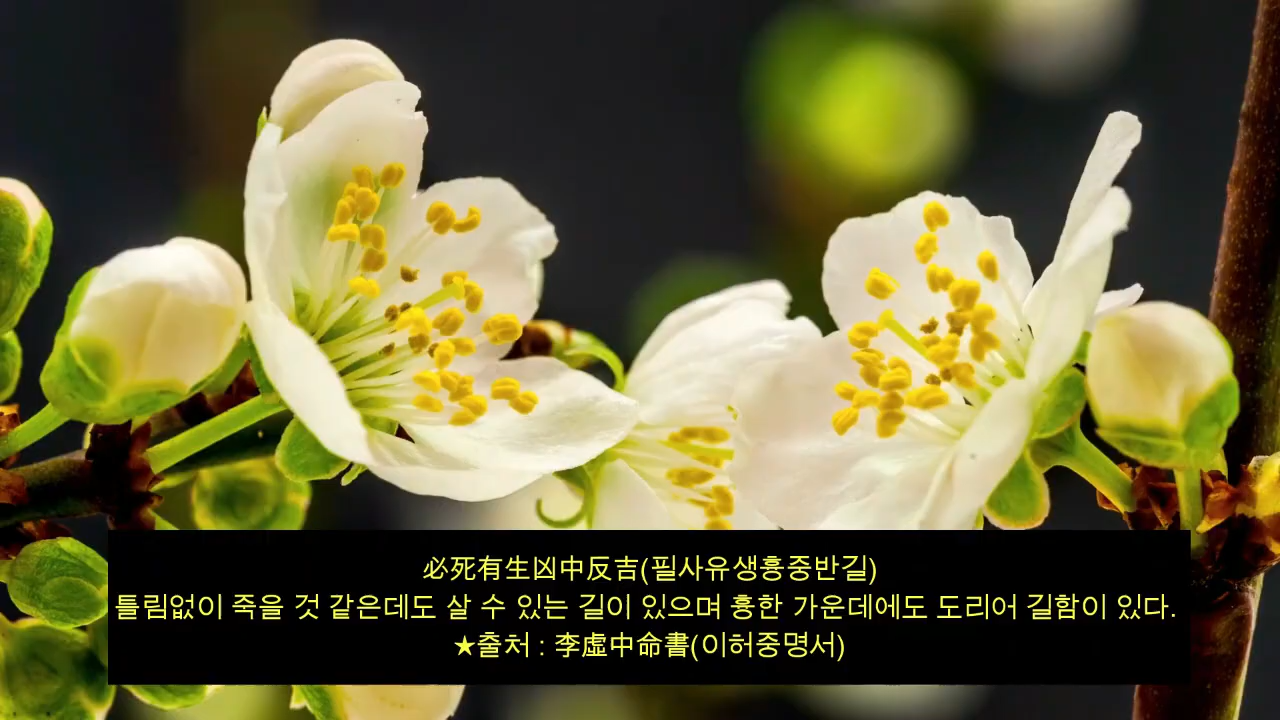 必死有生凶中反吉(필사유생흉중반길)
틀림없이 죽을 것 같은데도 살 수 있는 길이 있으며 흉한 가운데에도 도리어 길함이 있다.
★출처 : 李虛中命書(이허중명서)